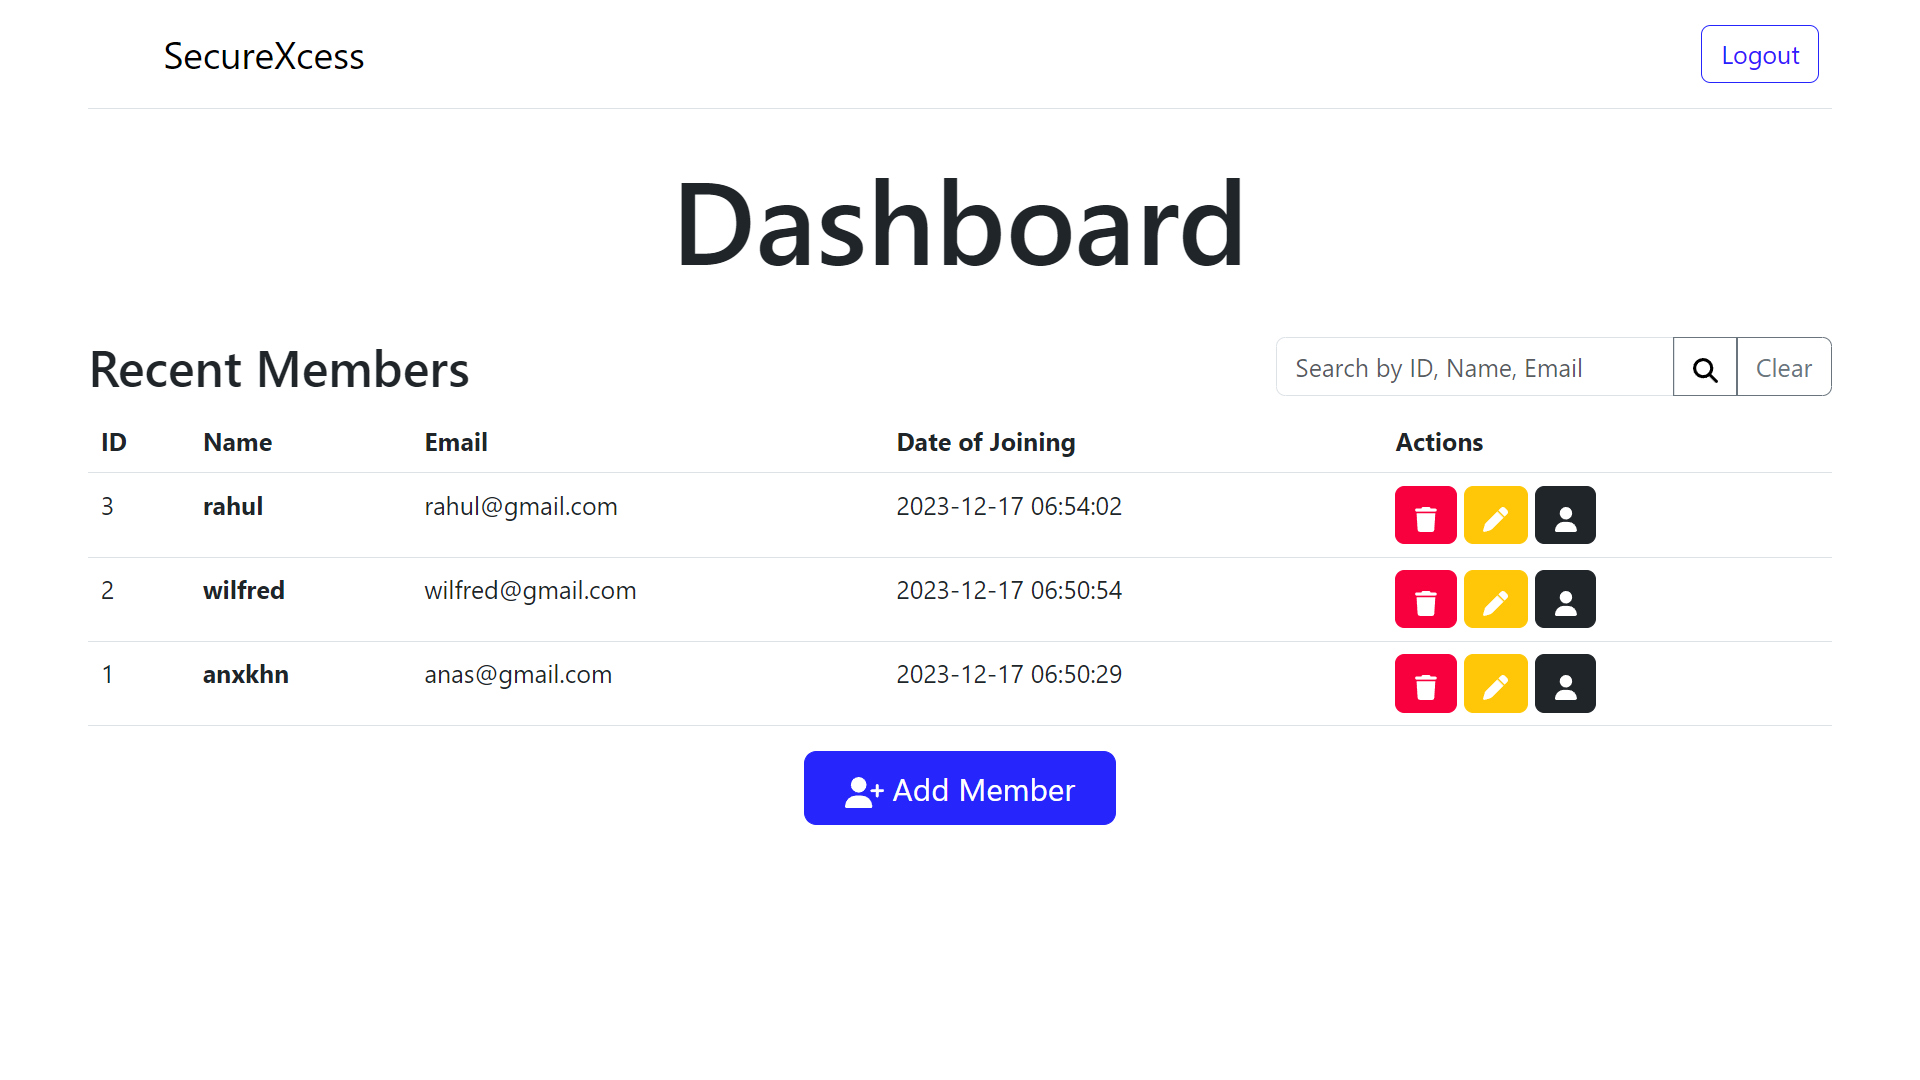 SecureXcess Logout
Dashboard
Recent Members Search by ID, Name, Email Clear
ID Name Email Date of Joining Actions
3 rahul rahul@gmail.com 2023-12-17 06:54:02
2 wilfred wilfred@gmail.com 2023-12-17 06:50:54
1 anxkhn anas@gmail.com 2023-12-17 06:50:29
Add Member